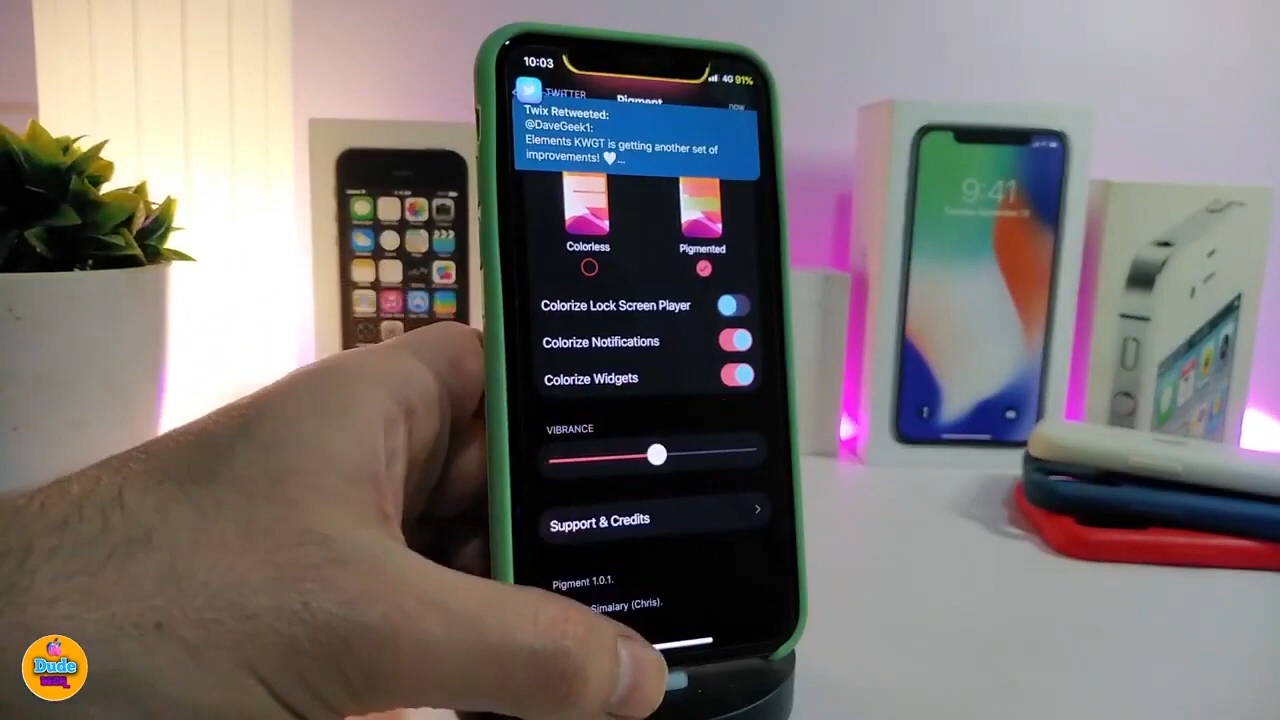 10:03
4G 91%
TWITTER
Pigment
now
Twix Retweeted:
@DaveGeek1:
Elements KWGT is getting another set of
improvements! 🤍...
Colorless
Pigmented
Colorize Lock Screen Player
Colorize Notifications
Colorize Widgets
VIBRANCE
Support & Credits
Pigment 1.0.1.
Simalary (Chris).
9:41
Dude